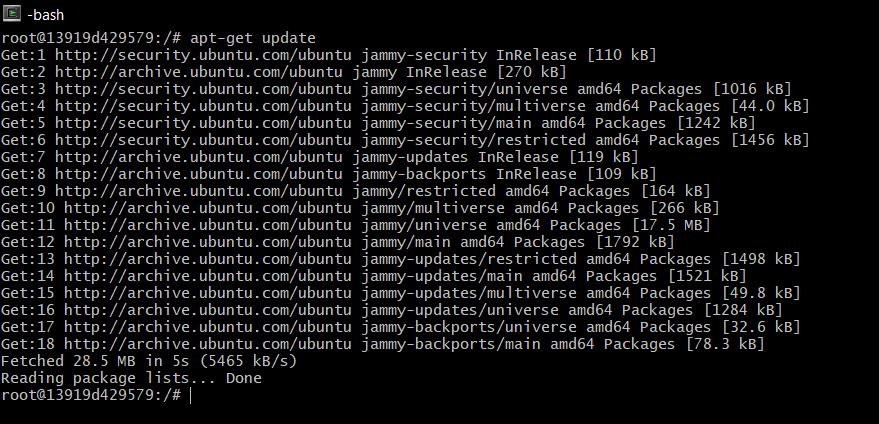 -bash
root@13919d429579:/# apt-get update
Get:1 http://security.ubuntu.com/ubuntu jammy-security InRelease [110 kB]
Get:2 http://archive.ubuntu.com/ubuntu jammy InRelease [270 kB]
Get:3 http://security.ubuntu.com/ubuntu jammy-security/universe amd64 Packages [1016 kB]
Get:4 http://security.ubuntu.com/ubuntu jammy-security/multiverse amd64 Packages [44.0 kB]
Get:5 http://security.ubuntu.com/ubuntu jammy-security/main amd64 Packages [1242 kB]
Get:6 http://security.ubuntu.com/ubuntu jammy-security/restricted amd64 Packages [1456 kB]
Get:7 http://archive.ubuntu.com/ubuntu jammy-updates InRelease [119 kB]
Get:8 http://archive.ubuntu.com/ubuntu jammy-backports InRelease [109 kB]
Get:9 http://archive.ubuntu.com/ubuntu jammy/restricted amd64 Packages [164 kB]
Get:10 http://archive.ubuntu.com/ubuntu jammy/multiverse amd64 Packages [266 kB]
Get:11 http://archive.ubuntu.com/ubuntu jammy/universe amd64 Packages [17.5 MB]
Get:12 http://archive.ubuntu.com/ubuntu jammy/main amd64 Packages [1792 kB]
Get:13 http://archive.ubuntu.com/ubuntu jammy-updates/restricted amd64 Packages [1498 kB]
Get:14 http://archive.ubuntu.com/ubuntu jammy-updates/main amd64 Packages [1521 kB]
Get:15 http://archive.ubuntu.com/ubuntu jammy-updates/multiverse amd64 Packages [49.8 kB]
Get:16 http://archive.ubuntu.com/ubuntu jammy-updates/universe amd64 Packages [1284 kB]
Get:17 http://archive.ubuntu.com/ubuntu jammy-backports/universe amd64 Packages [32.6 kB]
Get:18 http://archive.ubuntu.com/ubuntu jammy-backports/main amd64 Packages [78.3 kB]
Fetched 28.5 MB in 5s (5465 kB/s)
Reading package lists... Done
root@13919d429579:/#